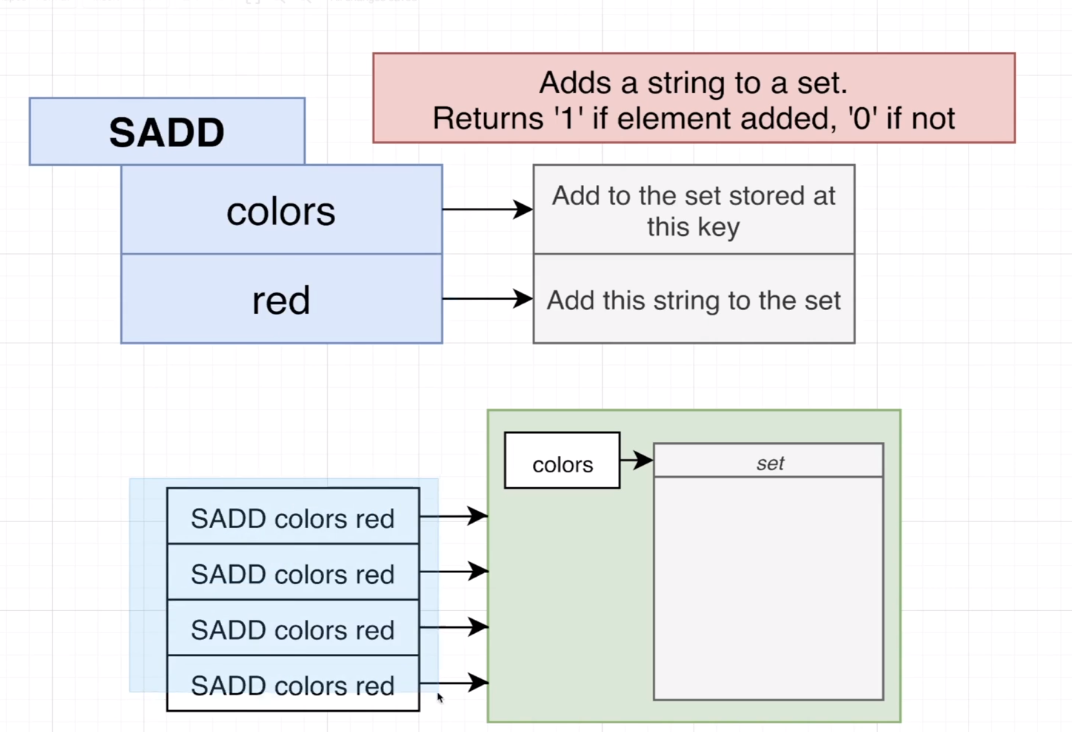 Adds a string to a set.
Returns '1' if element added, '0' if not
SADD
colors
Add to the set stored at
this key
red
Add this string to the set
colors
set
SADD colors red
SADD colors red
SADD colors red
SADD colors red